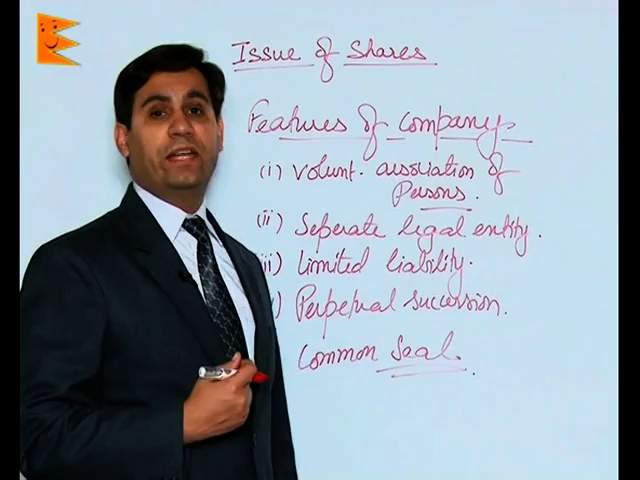 Issue of Shares
Features of company
(i) Volunt. association of
Persons.
(ii) Seperate legal entity.
iii) Limited liability.
) Perpetual succession.
Common Seal.